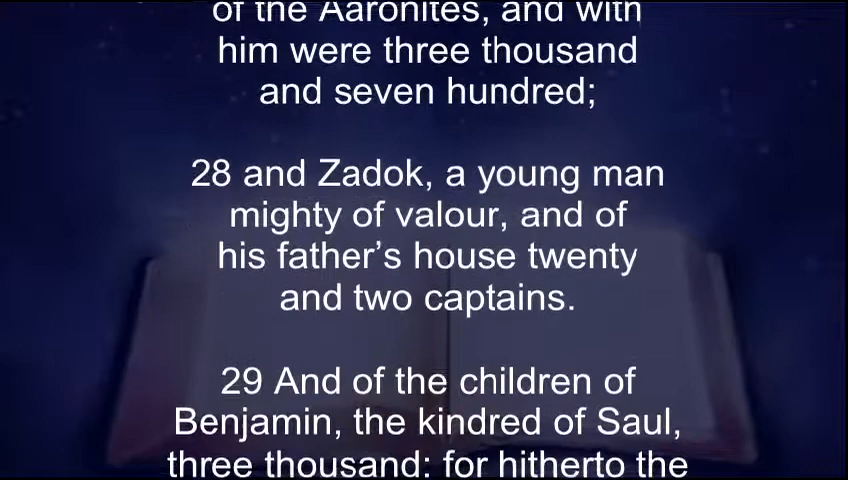 of the Aaronites, and with
him were three thousand
and seven hundred;
28 and Zadok, a young man
mighty of valour, and of
his father’s house twenty
and two captains.
29 And of the children of
Benjamin, the kindred of Saul,
three thousand: for hitherto the